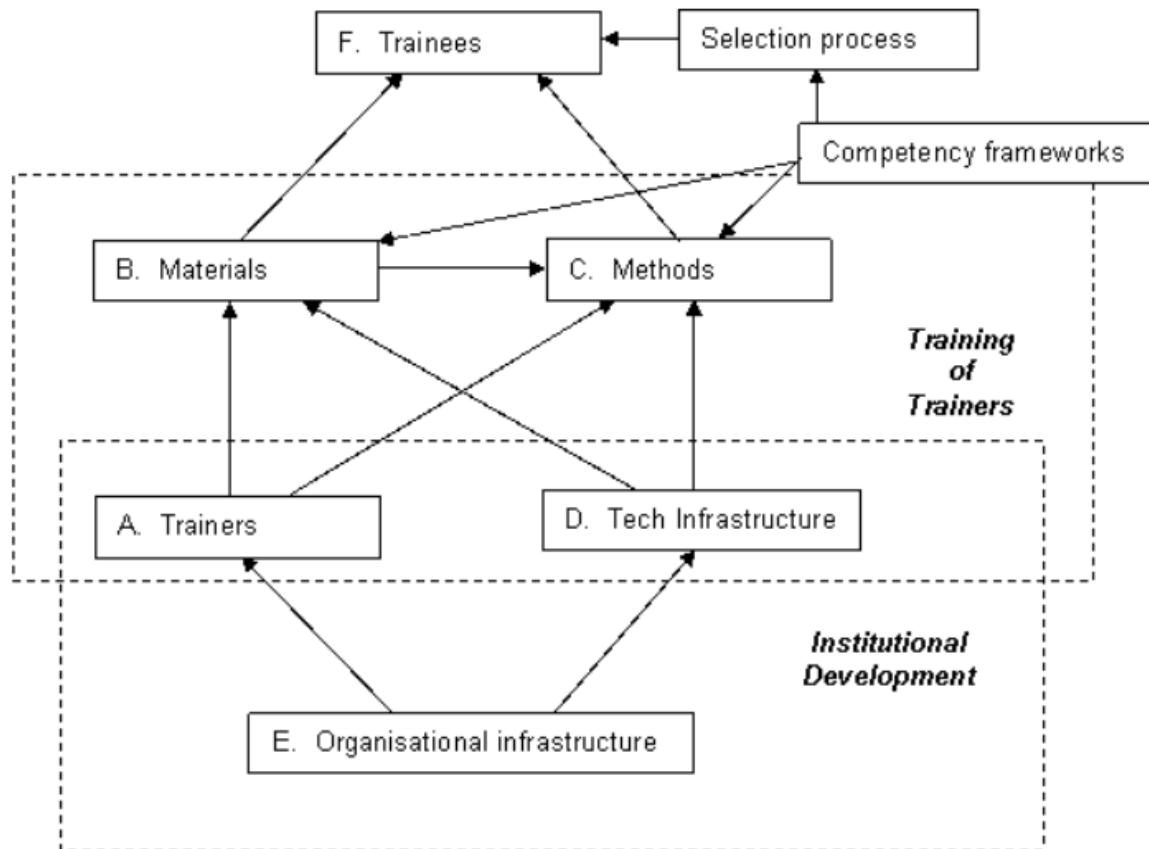 F. Trainees
Selection process
Competency frameworks
B. Materials
C. Methods
Training
of
Trainers
A. Trainers
D. Tech Infrastructure
Institutional
Development
E. Organisational infrastructure